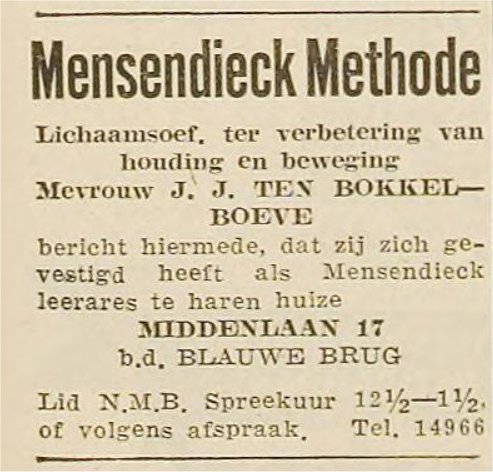 Mensendieck Methode
Lichaamsoef. ter verbetering van
houding en beweging
Mevrouw J. J. TEN BOKKEL—
BOEVE
bericht hiermede, dat zij zich ge-
vestigd heeft als Mensendieck
leerares te haren huize
MIDDENLAAN 17
b.d. BLAUWE BRUG
Lid N.M.B. Spreekuur 12½—1½,
of volgens afspraak. Tel. 14966